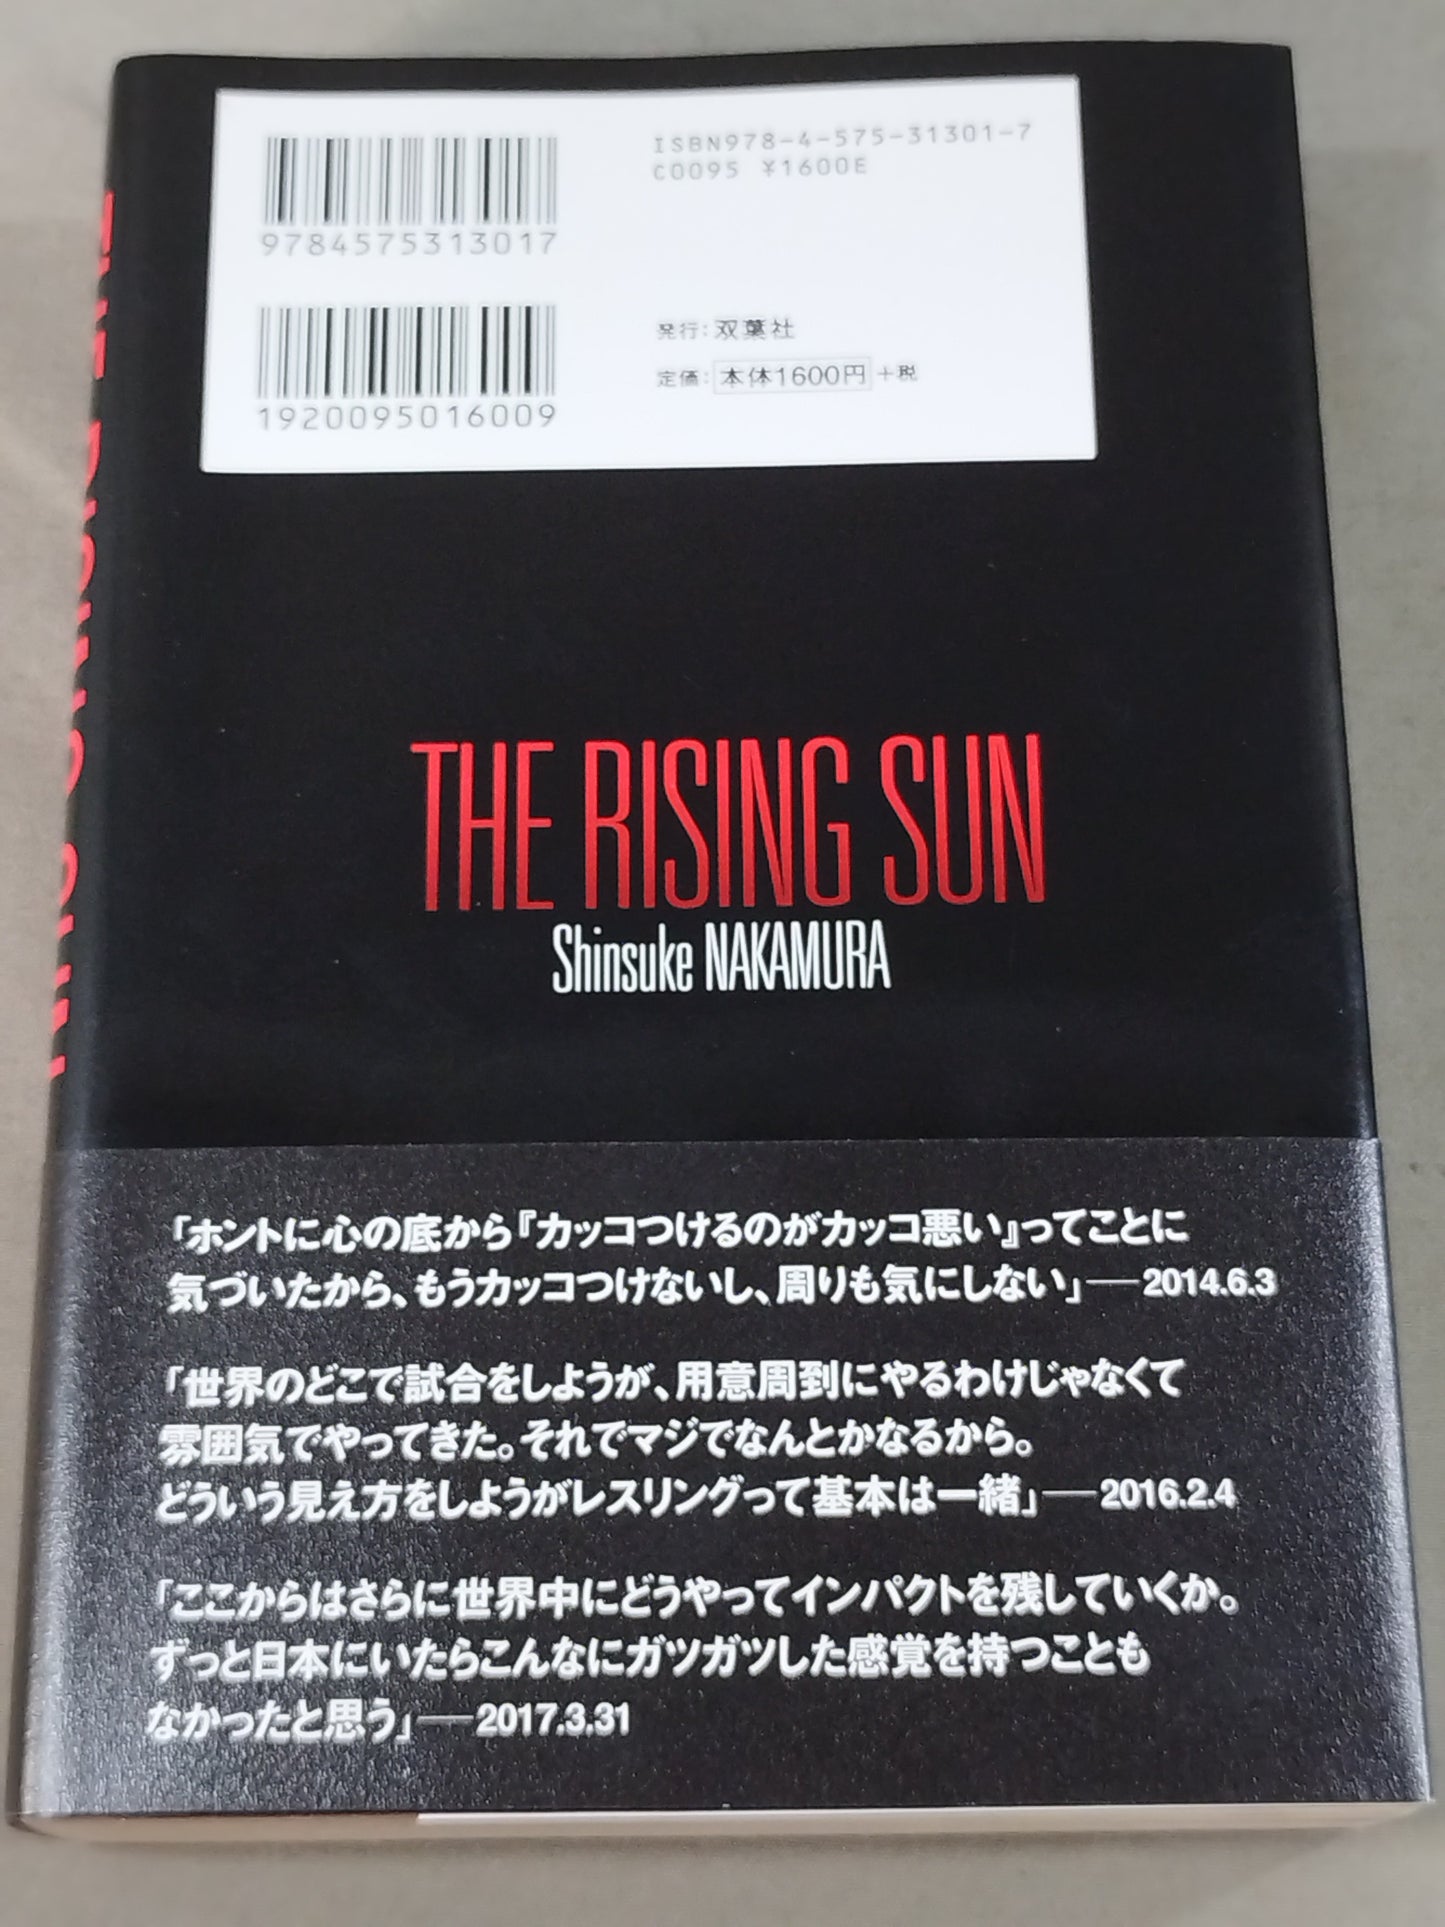 ISBN978-4-575-31301-7
C0095 ¥1600E
9784575313017
1920095016009
発行：双葉社
定価：本体1600円+税
THE RISING SUN
THE RISING SUN
Shinsuke NAKAMURA
「ホントに心の底から『カッコつけるのがカッコ悪い』ってことに
気づいたから、もうカッコつけないし、周りも気にしない」──2014.6.3
「世界のどこで試合をしようが、用意周到にやるわけじゃなくて
雰囲気でやってきた。それでマジでなんとかなるから。
どういう見え方をしようがレスリングって基本は一緒」──2016.2.4
「ここからはさらに世界中にどうやってインパクトを残していくか。
ずっと日本にいたらこんなにガツガツした感覚を持つことも
なかったと思う」──2017.3.31